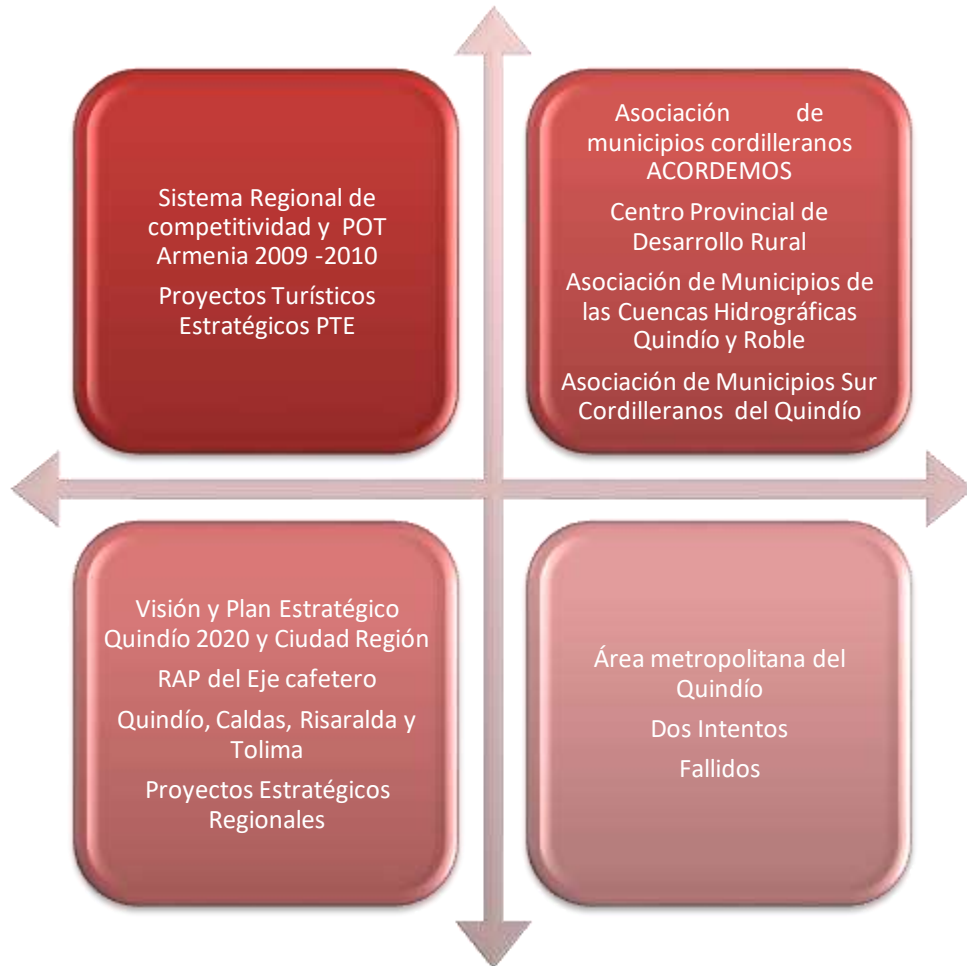 Sistema Regional de
competitividad y POT
Armenia 2009 -2010
Proyectos Turísticos
Estratégicos PTE
Asociación de
municipios cordilleranos
ACORDEMOS
Centro Provincial de
Desarrollo Rural
Asociación de Municipios de
las Cuencas Hidrográficas
Quindío y Roble
Asociación de Municipios Sur
Cordilleranos del Quindío
Visión y Plan Estratégico
Quindío 2020 y Ciudad Región
RAP del Eje cafetero
Quindío, Caldas, Risaralda y
Tolima
Proyectos Estratégicos
Regionales
Área metropolitana del
Quindío
Dos Intentos
Fallidos